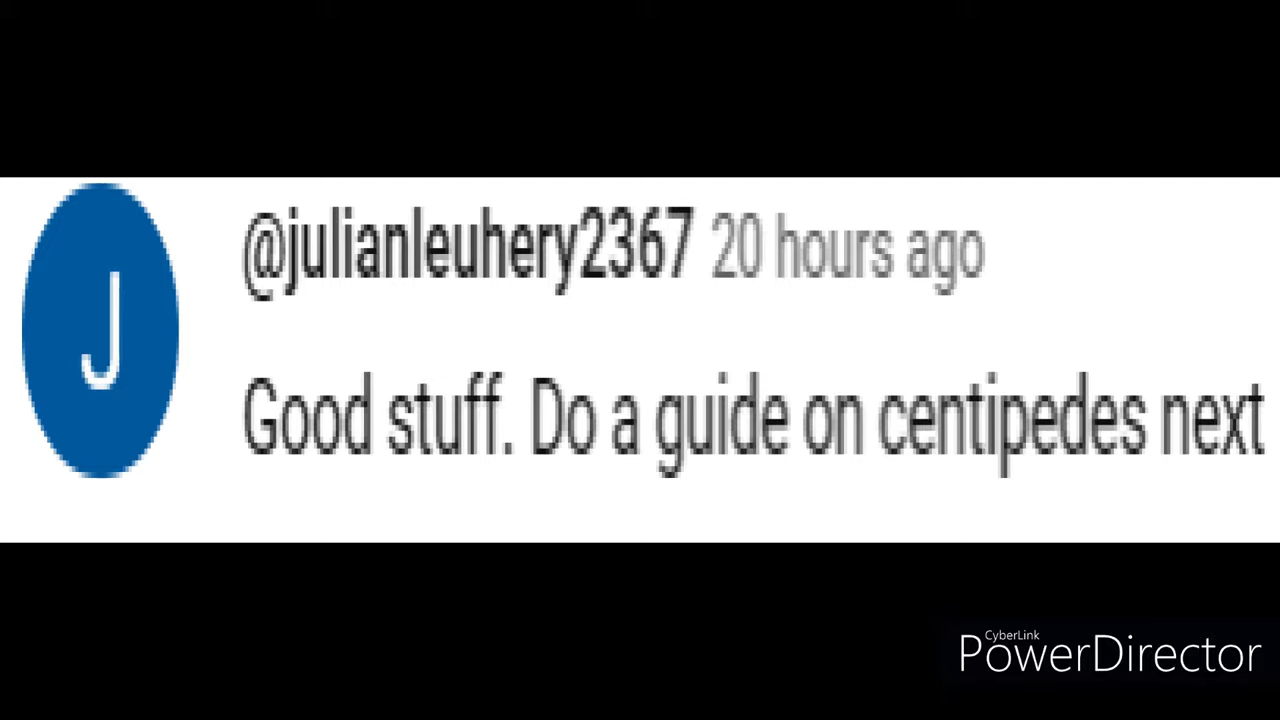 J
@julianleuhery2367 20 hours ago
Good stuff. Do a guide on centipedes next
CyberLink
PowerDirector